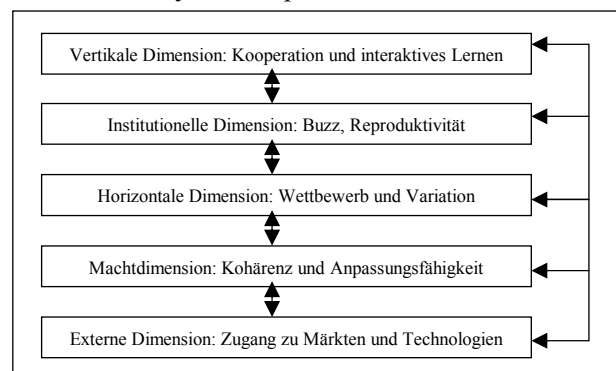 Vertikale Dimension: Kooperation und interaktives Lernen
Institutionelle Dimension: Buzz, Reproduktivität
Horizontale Dimension: Wettbewerb und Variation
Machtdimension: Kohärenz und Anpassungsfähigkeit
Externe Dimension: Zugang zu Märkten und Technologien